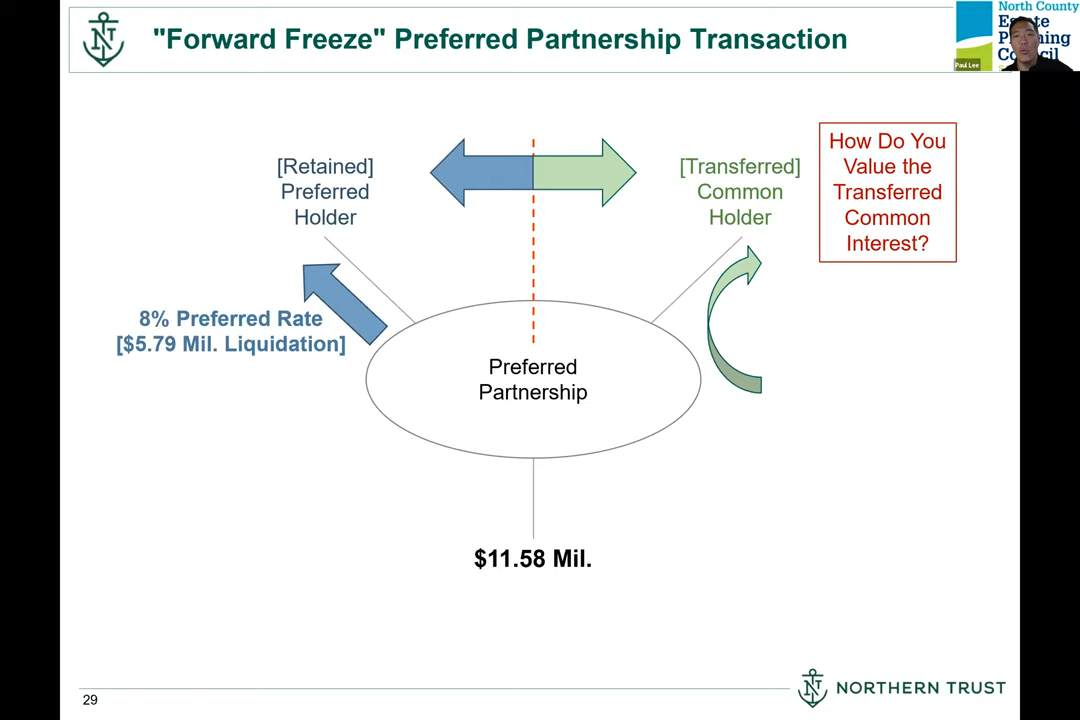 "Forward Freeze" Preferred Partnership Transaction
North County
Estate
Planning
Council
Paul Lee
[Retained]
Preferred
Holder
[Transferred]
Common
Holder
How Do You
Value the
Transferred
Common
Interest?
8% Preferred Rate
[$5.79 Mil. Liquidation]
Preferred
Partnership
$11.58 Mil.
29
NT
NORTHERN TRUST